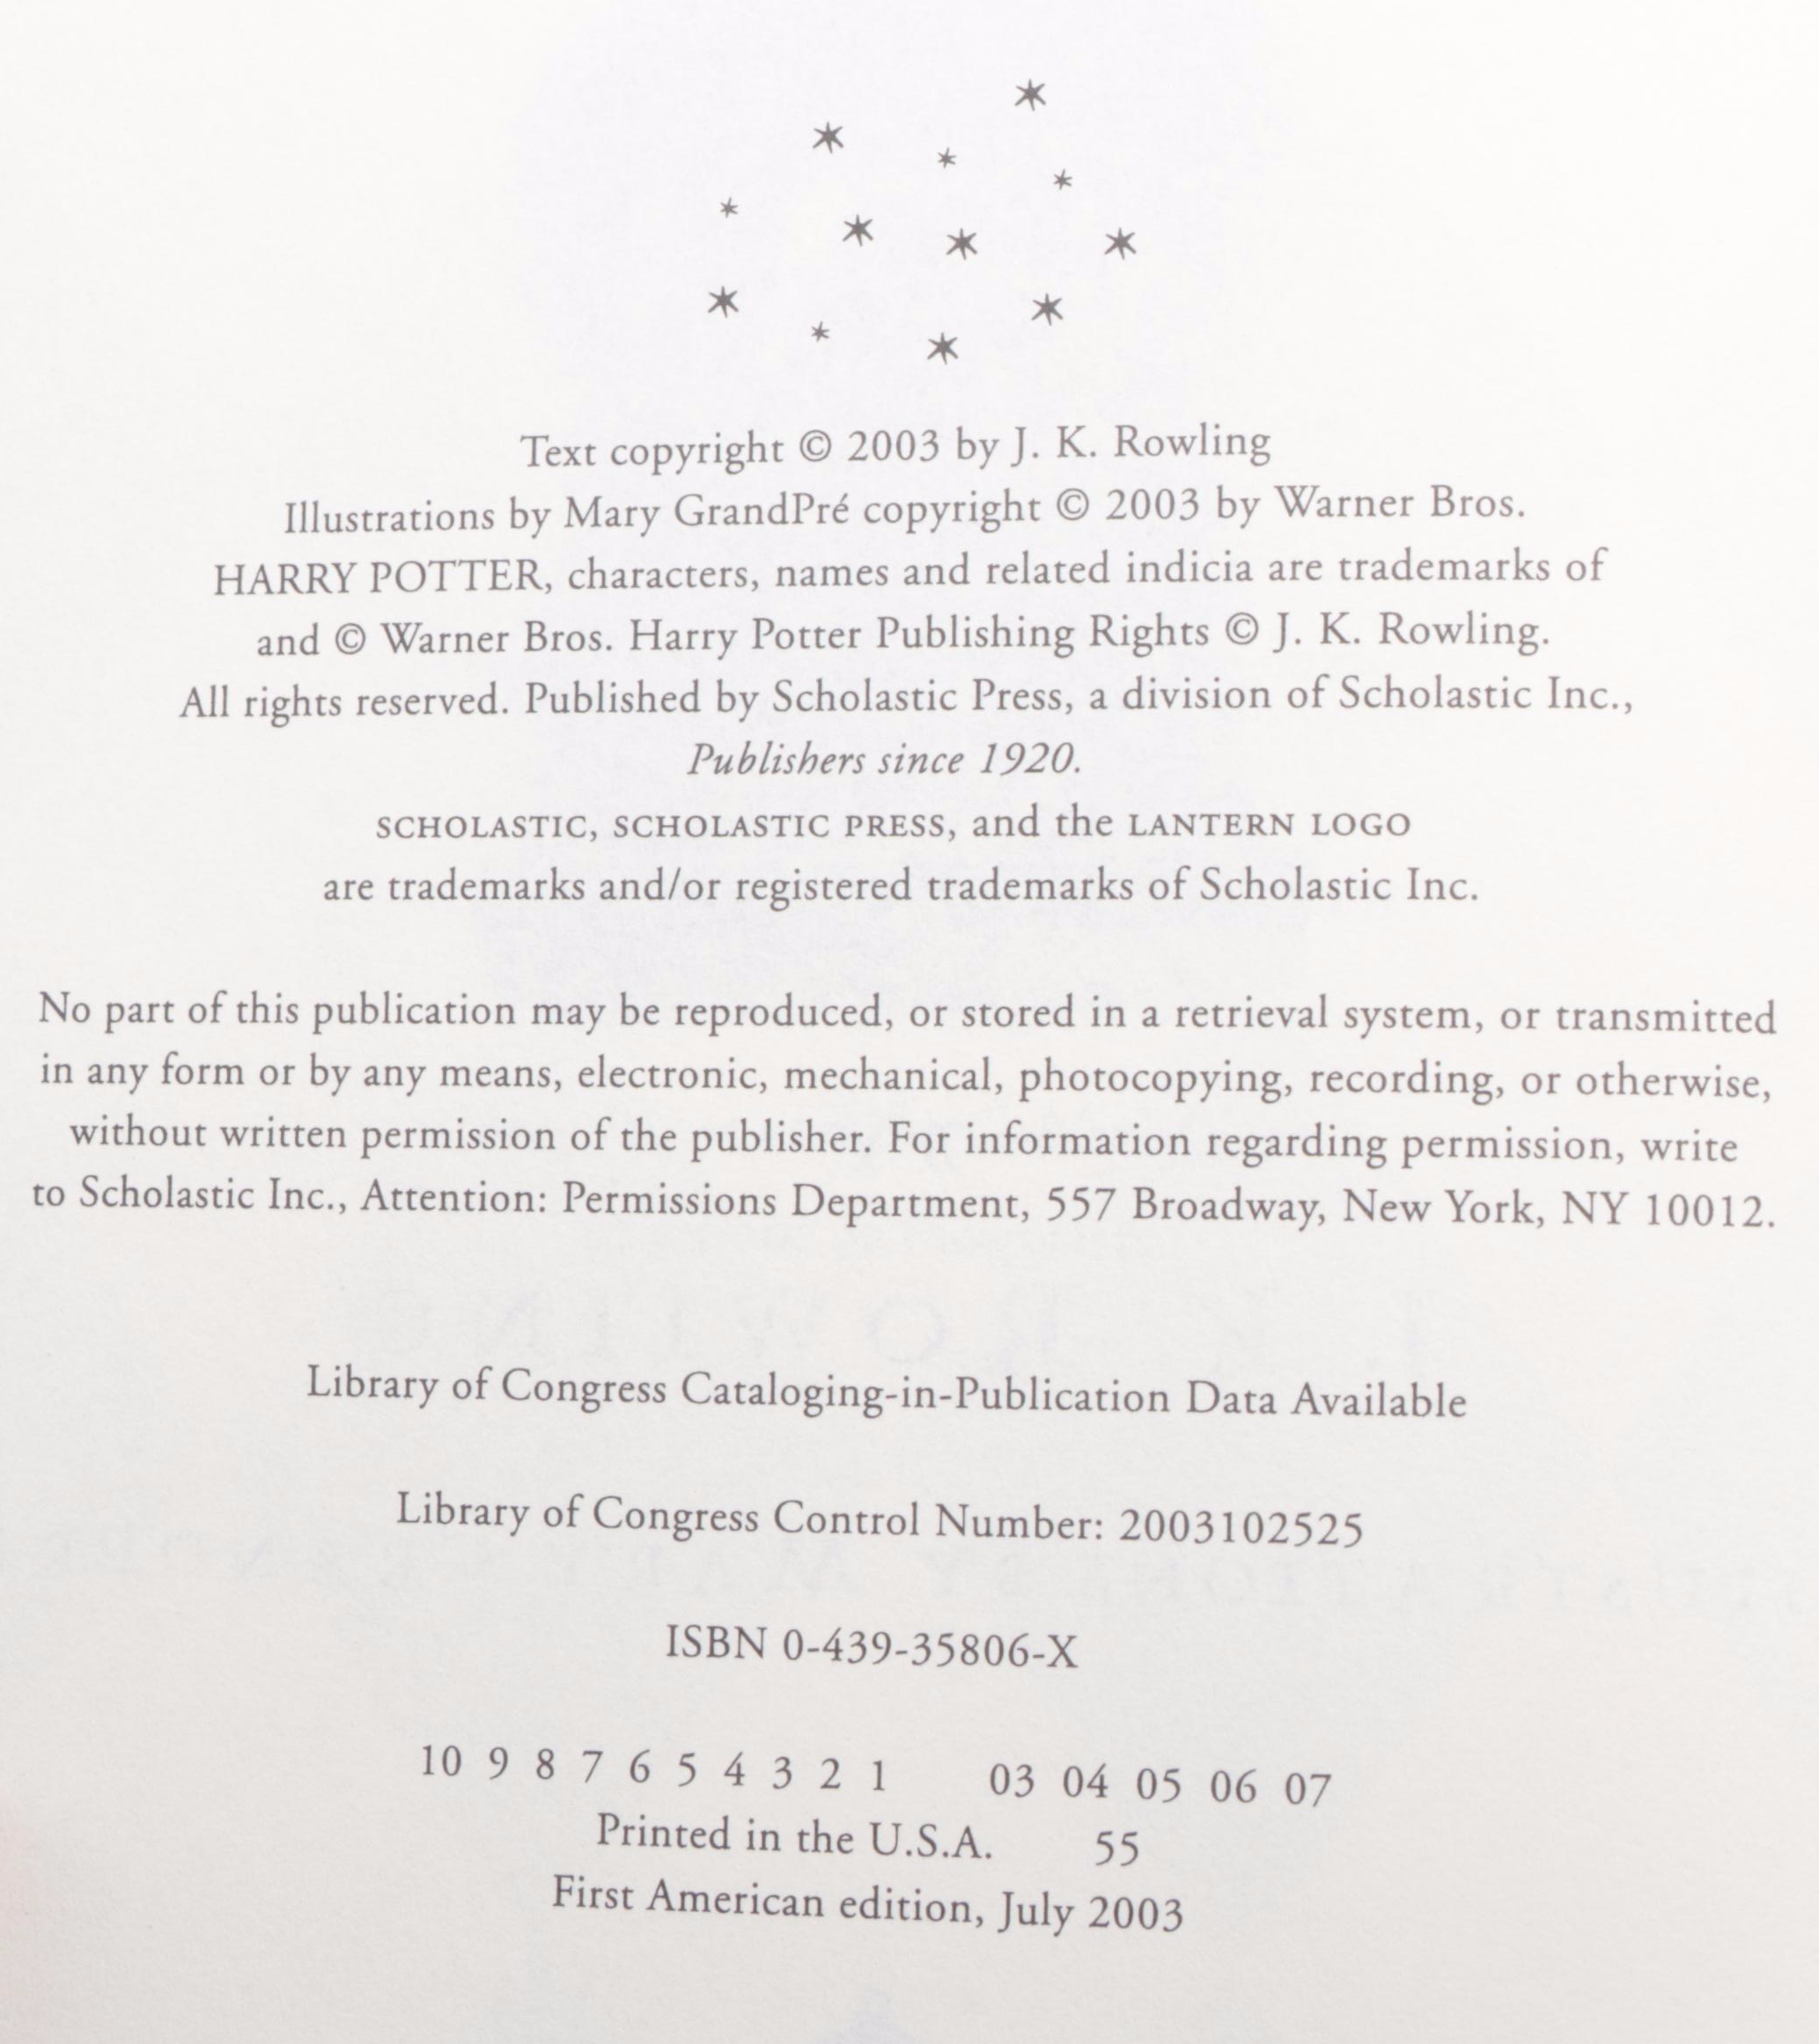 Text copyright © 2003 by J. K. Rowling
Illustrations by Mary GrandPré copyright © 2003 by Warner Bros.
HARRY POTTER, characters, names and related indicia are trademarks of
and © Warner Bros. Harry Potter Publishing Rights © J. K. Rowling.
All rights reserved. Published by Scholastic Press, a division of Scholastic Inc.,
Publishers since 1920.
SCHOLASTIC, SCHOLASTIC PRESS, and the LANTERN LOGO
are trademarks and/or registered trademarks of Scholastic Inc.
No part of this publication may be reproduced, or stored in a retrieval system, or transmitted
in any form or by any means, electronic, mechanical, photocopying, recording, or otherwise,
without written permission of the publisher. For information regarding permission, write
to Scholastic Inc., Attention: Permissions Department, 557 Broadway, New York, NY 10012.
Library of Congress Cataloging-in-Publication Data Available
Library of Congress Control Number: 2003102525
ISBN 0-439-35806-X
10 9 8 7 6 5 4 3 2 1 03 04 05 06 07
Printed in the U.S.A. 55
First American edition, July 2003